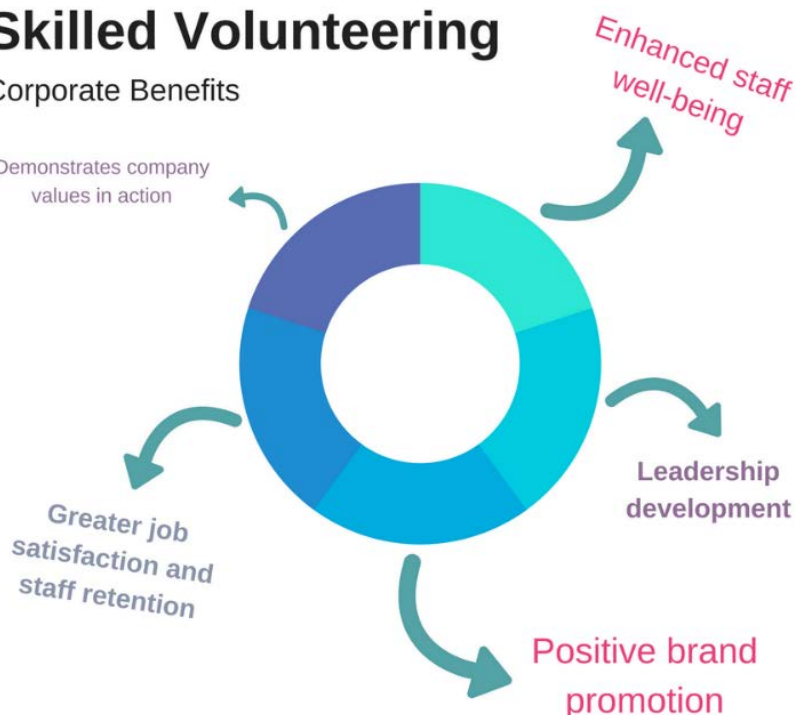 Skilled Volunteering
Corporate Benefits
Enhanced staff
well-being
Demonstrates company
values in action
Leadership
development
Greater job
satisfaction and
staff retention
Positive brand
promotion